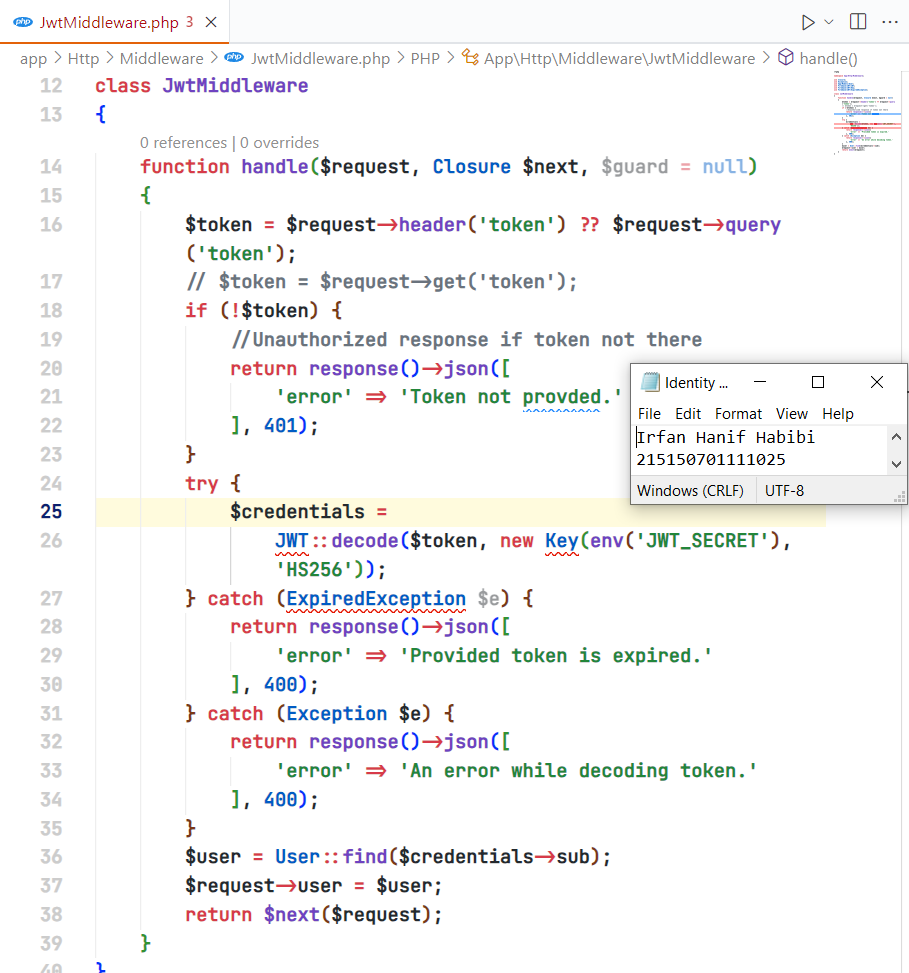 php JwtMiddleware.php 3
app > Http > Middleware > php JwtMiddleware.php > PHP > App\Http\Middleware\JwtMiddleware > handle()
12 class JwtMiddleware
13 {
0 references | 0 overrides
14 function handle($request, Closure $next, $guard = null)
15 {
16 $token = $request->header('token') ?? $request->query
('token');
17 // $token = $request->get('token');
18 if (!$token) {
19 //Unauthorized response if token not there
20 return response()->json([
21 'error' => 'Token not provded.'
22 ], 401);
23 }
24 try {
25 $credentials =
26 JWT::decode($token, new Key(env('JWT_SECRET'),
'HS256'));
27 } catch (ExpiredException $e) {
28 return response()->json([
29 'error' => 'Provided token is expired.'
30 ], 400);
31 } catch (Exception $e) {
32 return response()->json([
33 'error' => 'An error while decoding token.'
34 ], 400);
35 }
36 $user = User::find($credentials->sub);
37 $request->user = $user;
38 return $next($request);
39 }
40 }
Identity ...
File Edit Format View Help
Irfan Hanif Habibi
215150701111025
Windows (CRLF) UTF-8